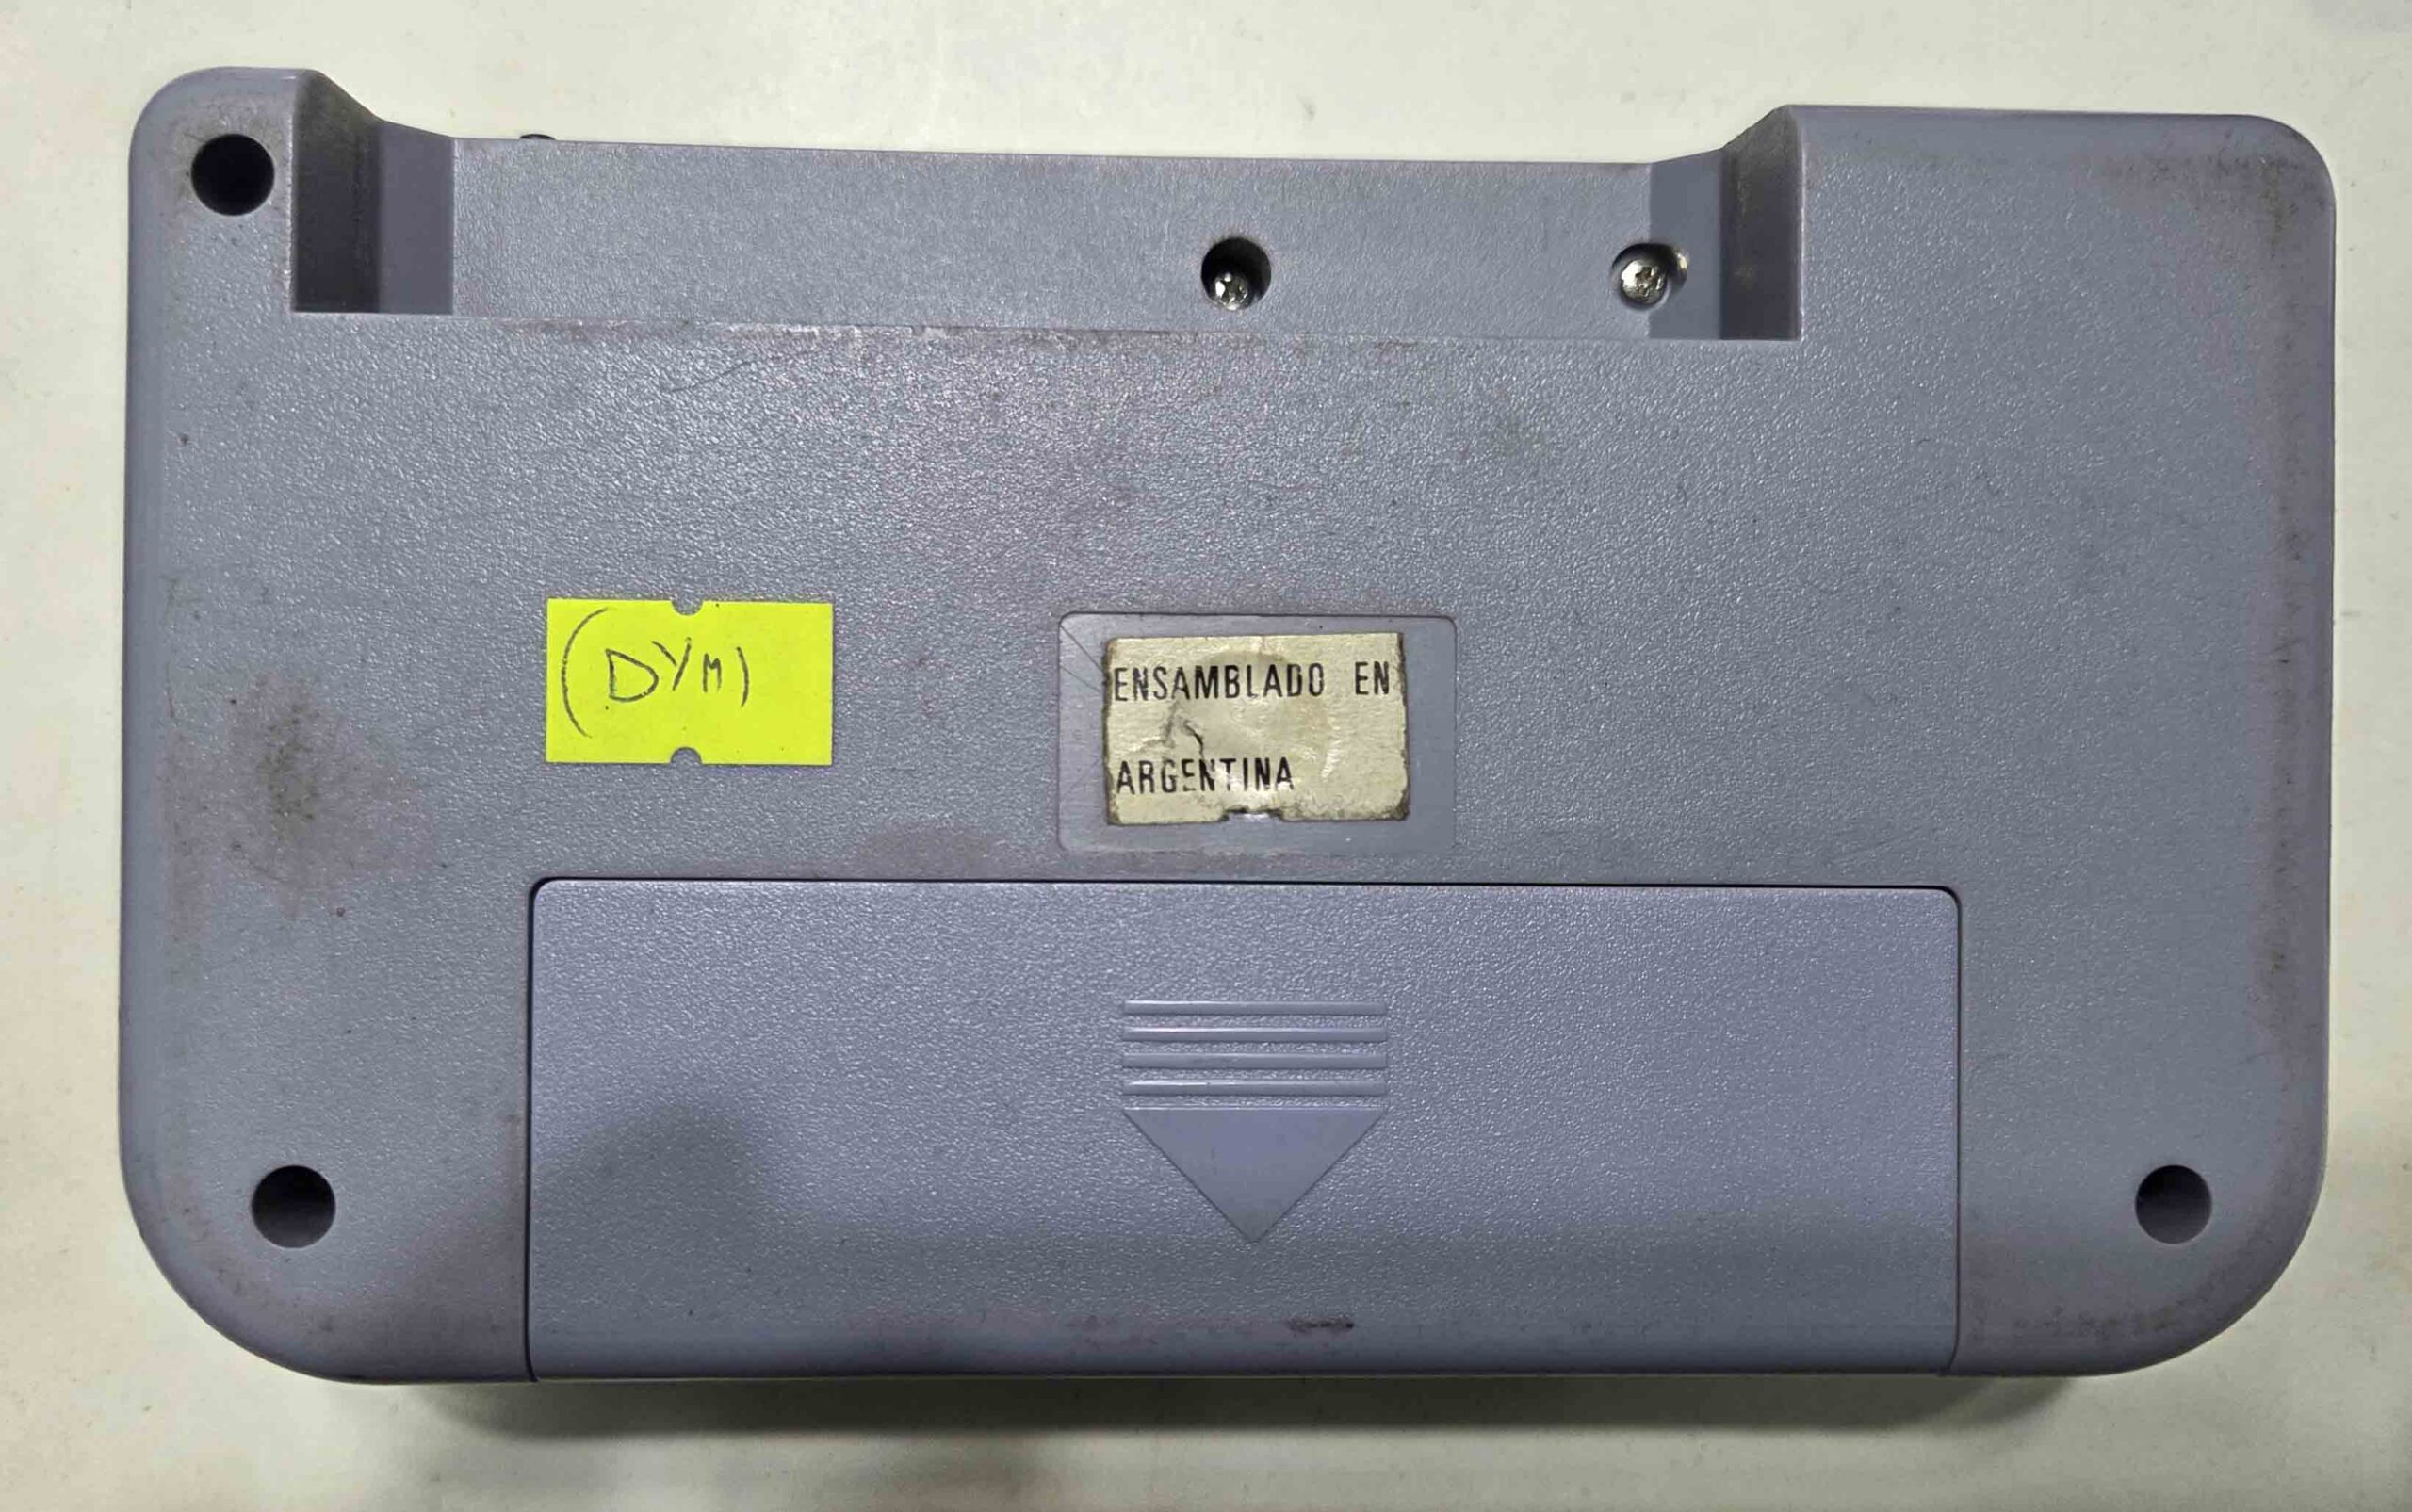 (DYM)
ENSAMBLADO EN
ARGENTINA